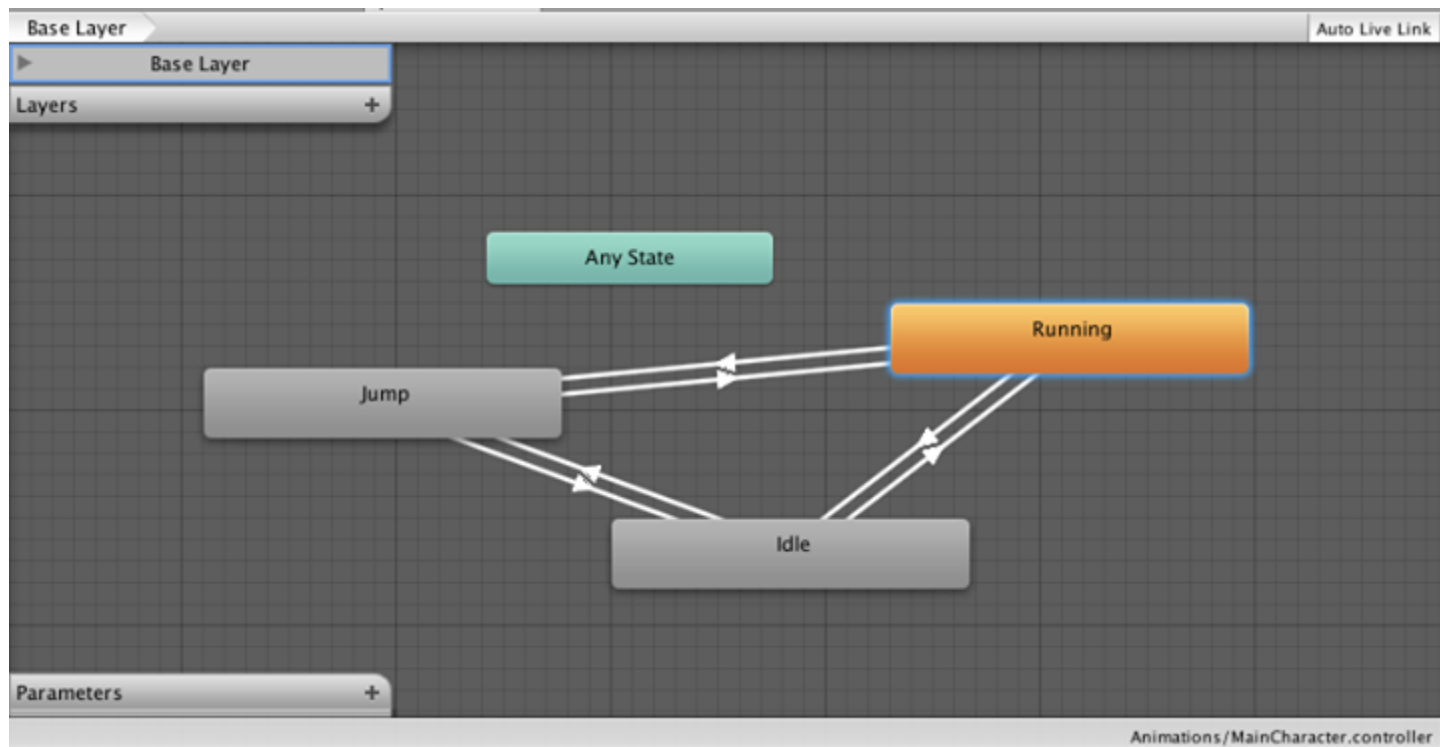 Base Layer
Auto Live Link
Base Layer
Layers +
Any State
Running
Jump
Idle
Parameters +
Animations/MainCharacter.controller